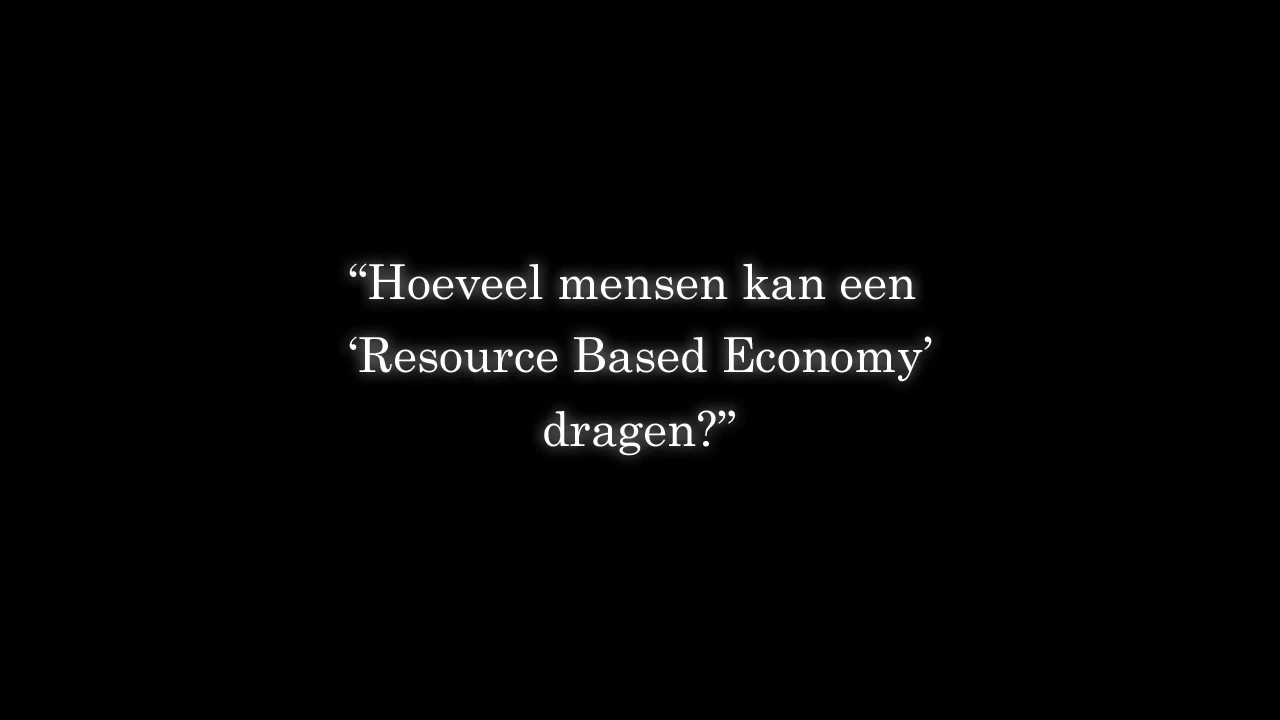 “Hoeveel mensen kan een
‘Resource Based Economy’
dragen?”